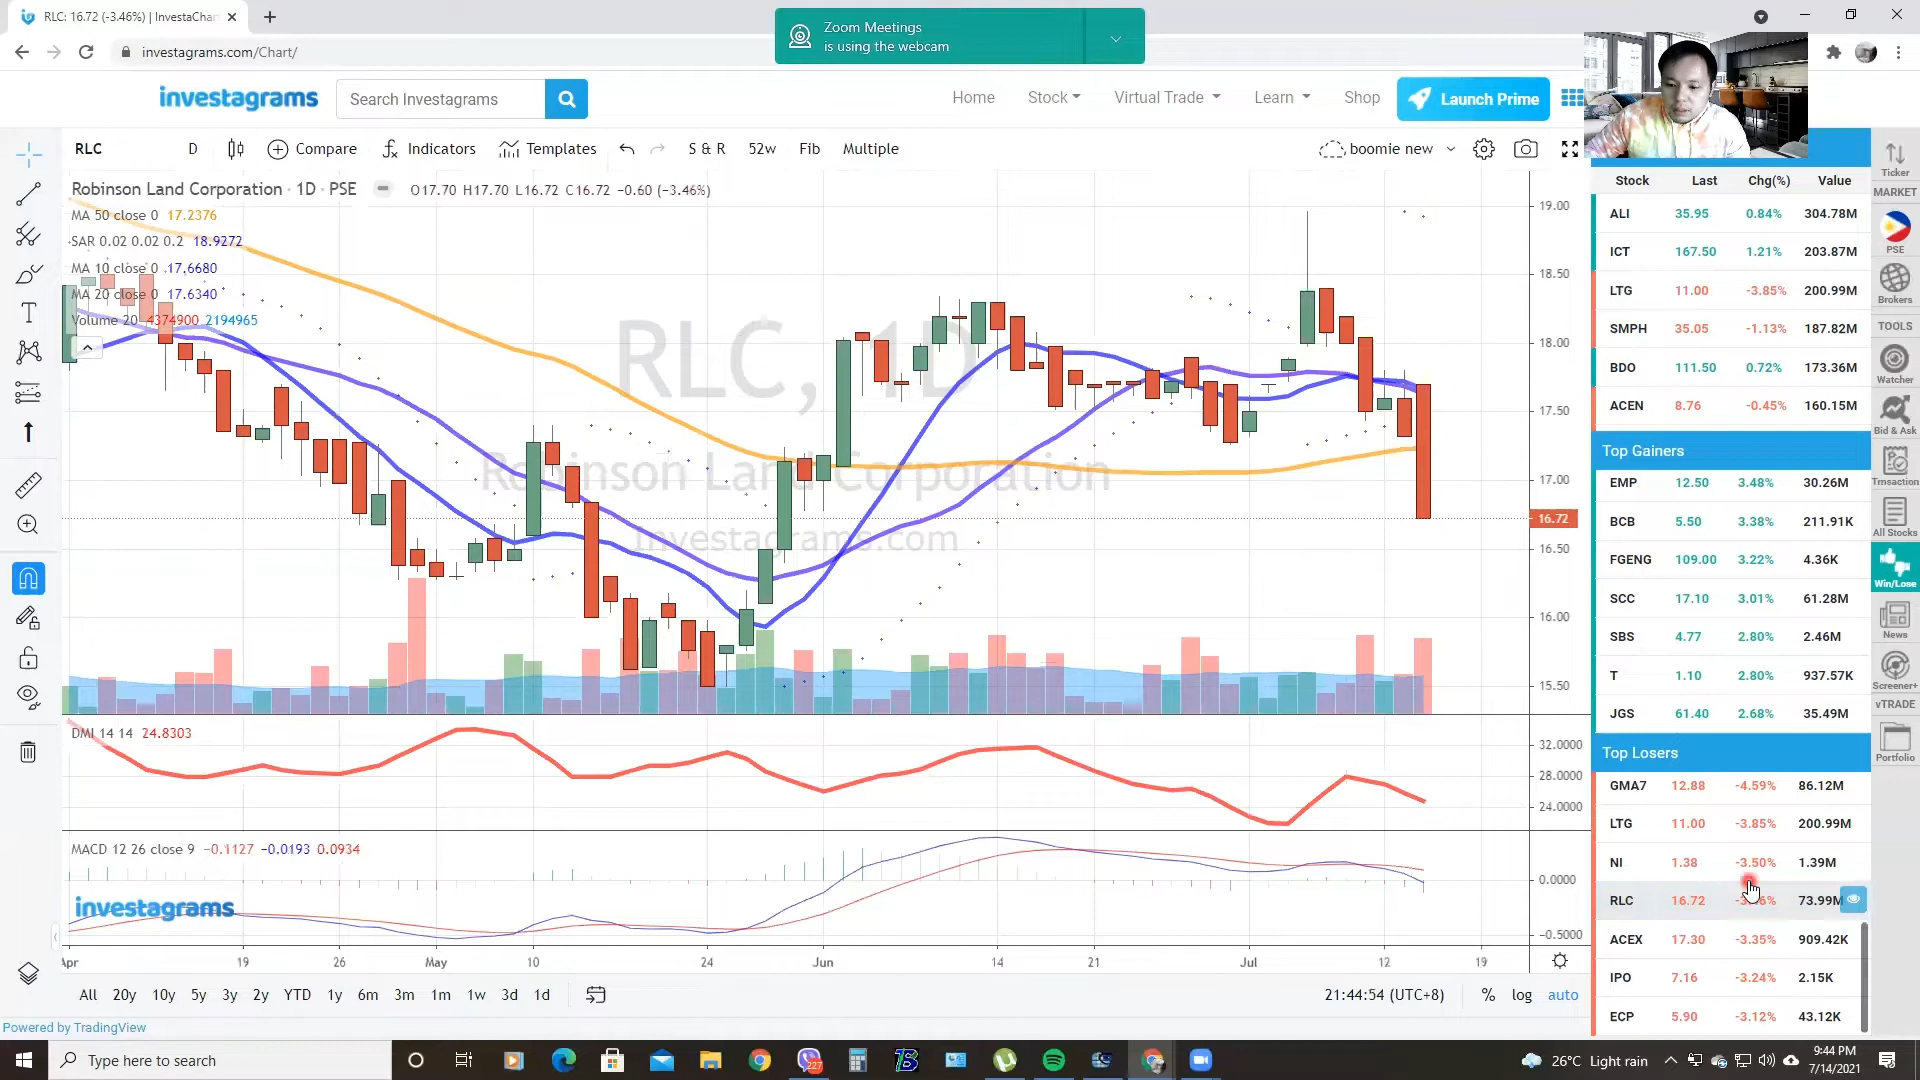 RLC: 16.72 (-3.46%) | InvestaChar
investagrams.com/Chart/
Zoom Meetings
is using the webcam
investagrams
Search Investagrams
Home
Stock
Virtual Trade
Learn
Shop
Launch Prime
RLC
D
Compare
Indicators
Templates
S & R
52w
Fib
Multiple
boomie new
Robinson Land Corporation · 1D · PSE
O17.70 H17.70 L16.72 C16.72 −0.60 (−3.46%)
MA 50 close 0 17.2376
SAR 0.02 0.02 0.2 18.9272
MA 10 close 0 17.6680
MA 20 close 0 17.6340
Volume 20 4374900 2194965
RLC, 1D
Robinson Land Corporation
investagrams.com
19.00
18.50
18.00
17.50
17.00
16.72
16.50
16.00
15.50
DMI 14 14 24.8303
32.0000
28.0000
24.0000
MACD 12 26 close 9 −0.1127 −0.0193 0.0934
0.0000
−0.5000
investagrams
Apr 19 26 May 10 24 Jun 14 21 Jul 12 19
All 20y 10y 5y 3y 2y YTD 1y 6m 3m 1m 1w 3d 1d
21:44:54 (UTC+8)
% log auto
Powered by TradingView
Stock Last Chg(%) Value
ALI 35.95 0.84% 304.78M
ICT 167.50 1.21% 203.87M
LTG 11.00 -3.85% 200.99M
SMPH 35.05 -1.13% 187.82M
BDO 111.50 0.72% 173.36M
ACEN 8.76 -0.45% 160.15M
Top Gainers
EMP 12.50 3.48% 30.26M
BCB 5.50 3.38% 211.91K
FGENG 109.00 3.22% 4.36K
SCC 17.10 3.01% 61.28M
SBS 4.77 2.80% 2.46M
T 1.10 2.80% 937.57K
JGS 61.40 2.68% 35.49M
Top Losers
GMA7 12.88 -4.59% 86.12M
LTG 11.00 -3.85% 200.99M
NI 1.38 -3.50% 1.39M
RLC 16.72 73.99M
ACEX 17.30 -3.35% 909.42K
IPO 7.16 -3.24% 2.15K
ECP 5.90 -3.12% 43.12K
Ticker
MARKET
PSE
Brokers
TOOLS
Watcher
Bid & Ask
Trnsaction
All Stocks
Win/Lose
News
Screener+
vTRADE
Portfolio
Type here to search
227
26°C Light rain
9:44 PM
7/14/2021